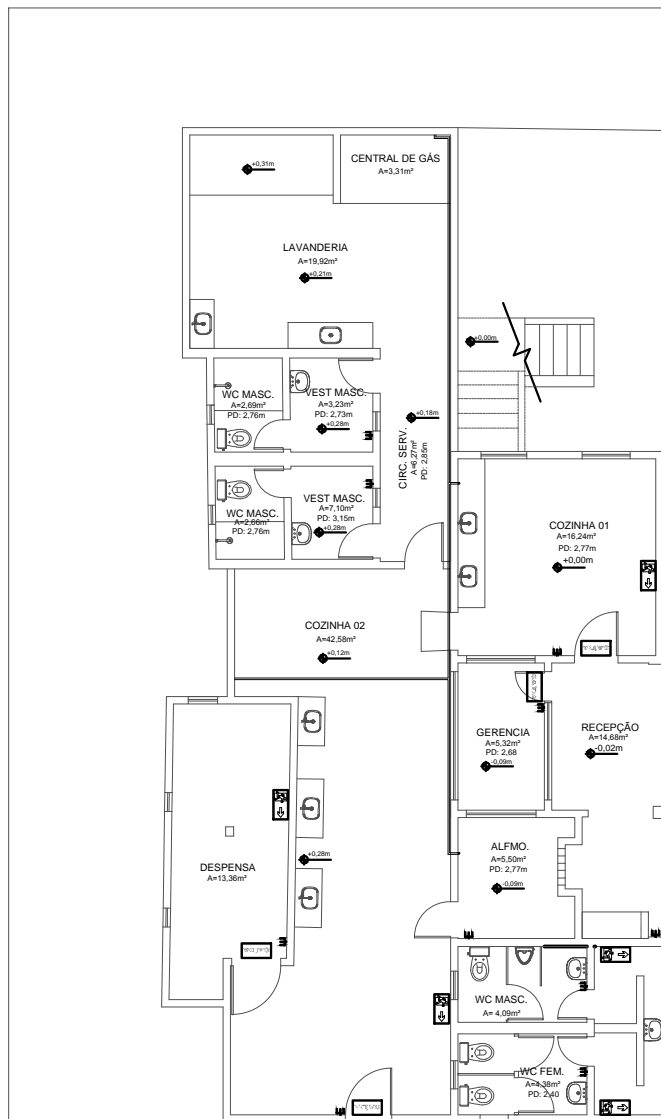 +0,31m
CENTRAL DE GÁS
A=3,31m²
LAVANDERIA
A=19,92m²
+0,21m
+0,00m
WC MASC.
A=2,69m²
PD: 2,76m
VEST MASC.
A=3,23m²
PD: 2,73m
+0,28m
+0,18m
CIRC. SERV.
A=6,27m²
PD: 2,85m
VEST MASC.
A=7,10m²
PD: 3,15m
+0,28m
WC MASC.
A=2,66m²
PD: 2,76m
COZINHA 01
A=16,24m²
PD: 2,77m
+0,00m
COZINHA 02
A=42,58m²
+0,12m
GERENCIA
A=5,32m²
PD: 2,68
-0,09m
RECEPÇÃO
A=14,68m²
-0,02m
ALFMO.
A=5,50m²
PD: 2,77m
-0,09m
DESPENSA
A=13,36m²
+0,28m
WC MASC.
A= 4,09m²
WC FEM.
A=4,38m²
PD: 2,40